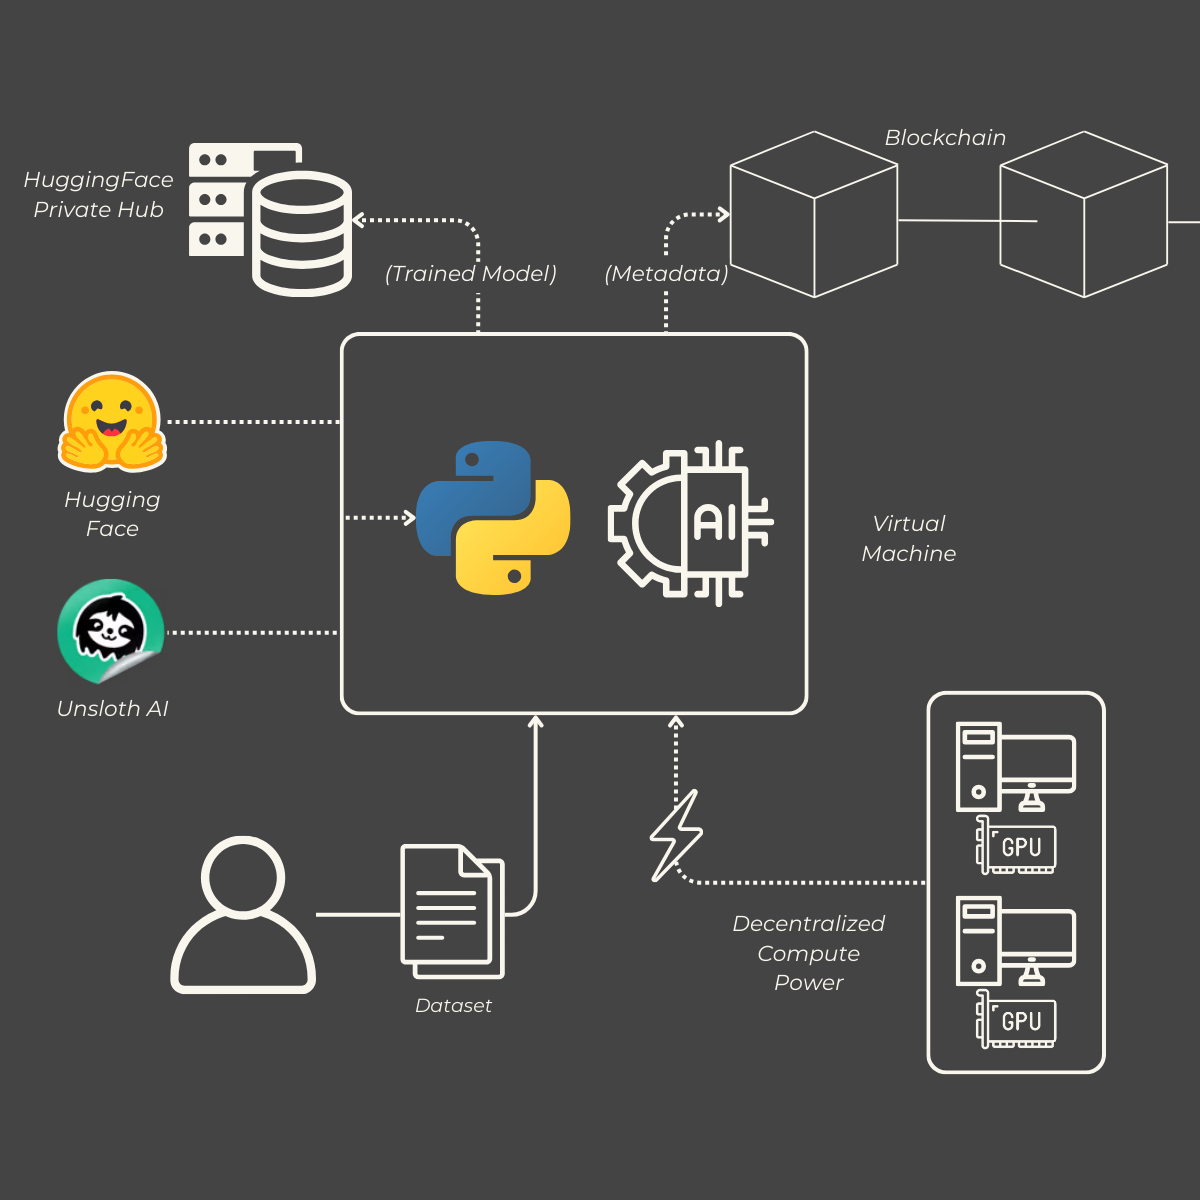 Blockchain
HuggingFace
Private Hub
(Trained Model)
(Metadata)
Hugging
Face
AI
Virtual
Machine
Unsloth AI
GPU
Decentralized
Compute
Power
Dataset
GPU